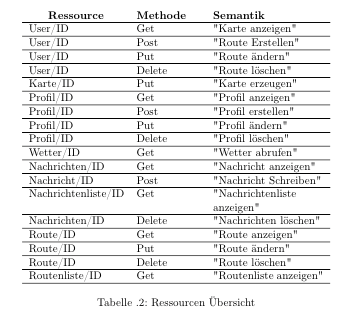 Ressource Methode Semantik
User/ID Get "Karte anzeigen"
User/ID Post "Route Erstellen"
User/ID Put "Route ändern"
User/ID Delete "Route löschen"
Karte/ID Put "Karte erzeugen"
Profil/ID Get "Profil anzeigen"
Profil/ID Post "Profil erstellen"
Profil/ID Put "Profil ändern"
Profil/ID Delete "Profil löschen"
Wetter/ID Get "Wetter abrufen"
Nachrichten/ID Get "Nachricht anzeigen"
Nachricht/ID Post "Nachricht Schreiben"
Nachrichtenliste/ID Get "Nachrichtenliste
anzeigen"
Nachrichten/ID Delete "Nachrichten löschen"
Route/ID Get "Route anzeigen"
Route/ID Put "Route ändern"
Route/ID Delete "Route löschen"
Routenliste/ID Get "Routenliste anzeigen"
Tabelle .2: Ressourcen Übersicht